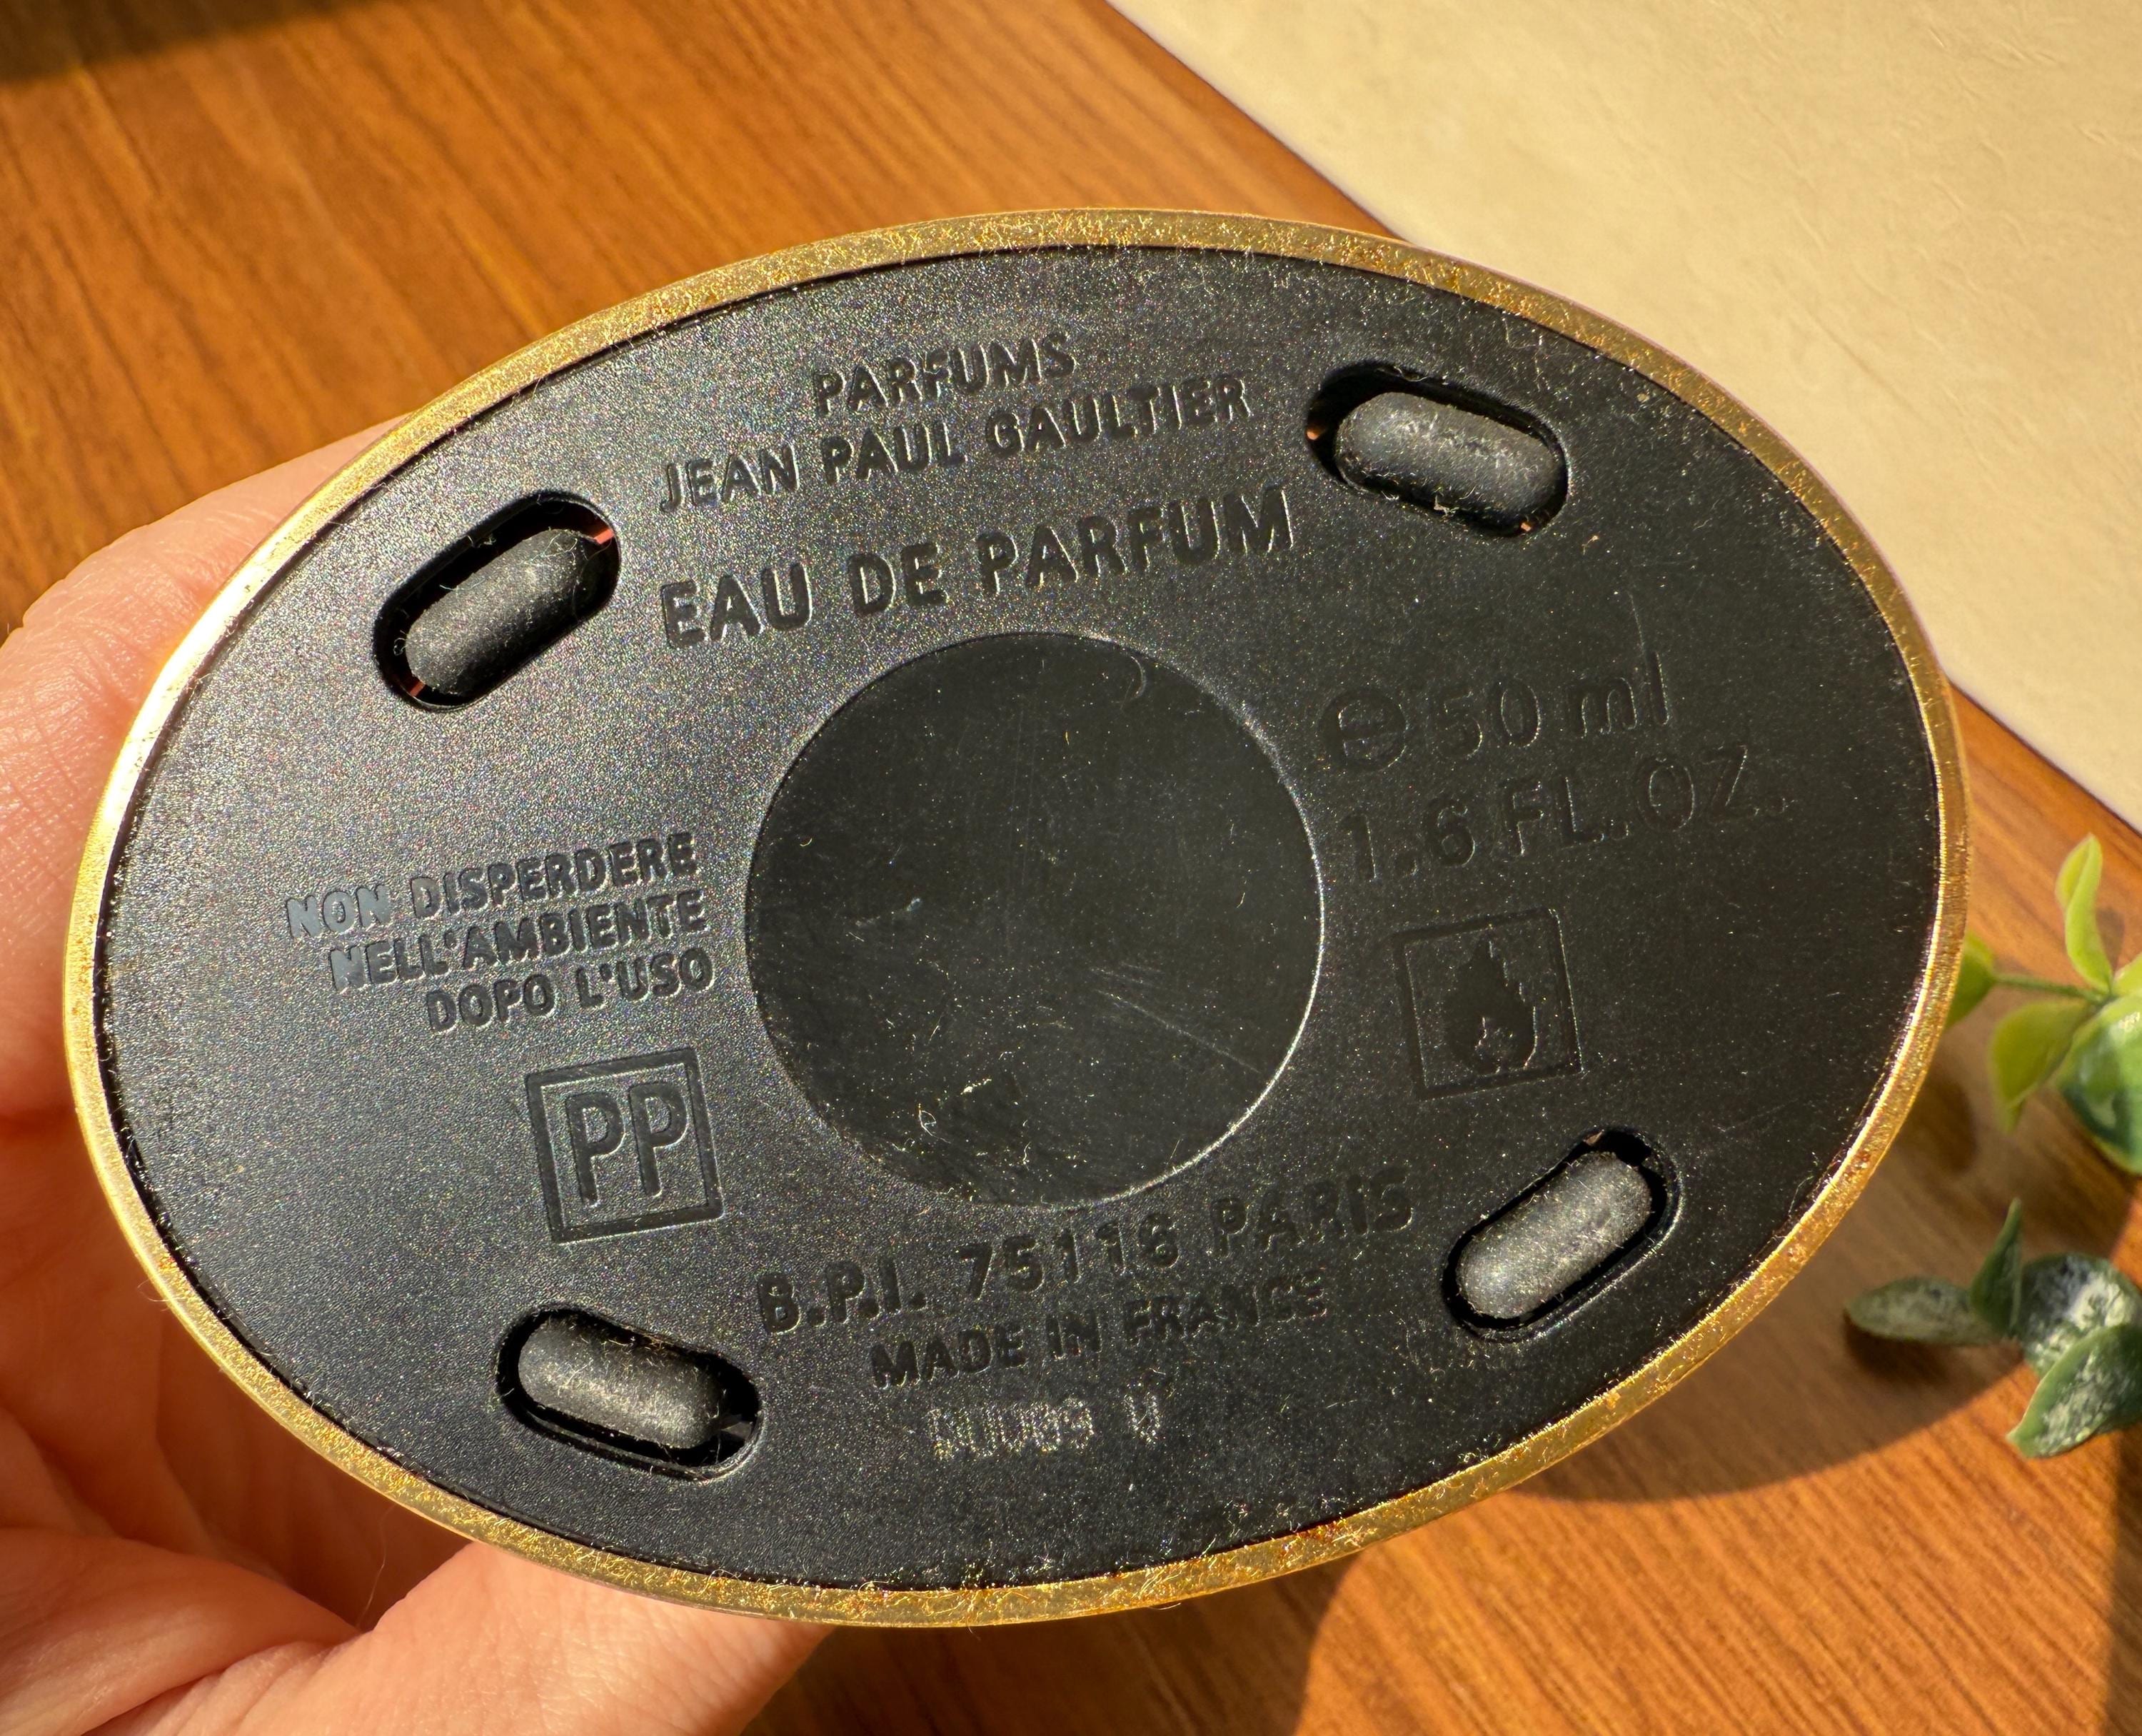 PARFUMS
JEAN PAUL GAULTIER
EAU DE PARFUM
℮ 50 ml
1.6 FL.OZ.
NON DISPERDERE
NELL'AMBIENTE
DOPO L'USO
PP
B.P.I. 75116 PARIS
MADE IN FRANCE